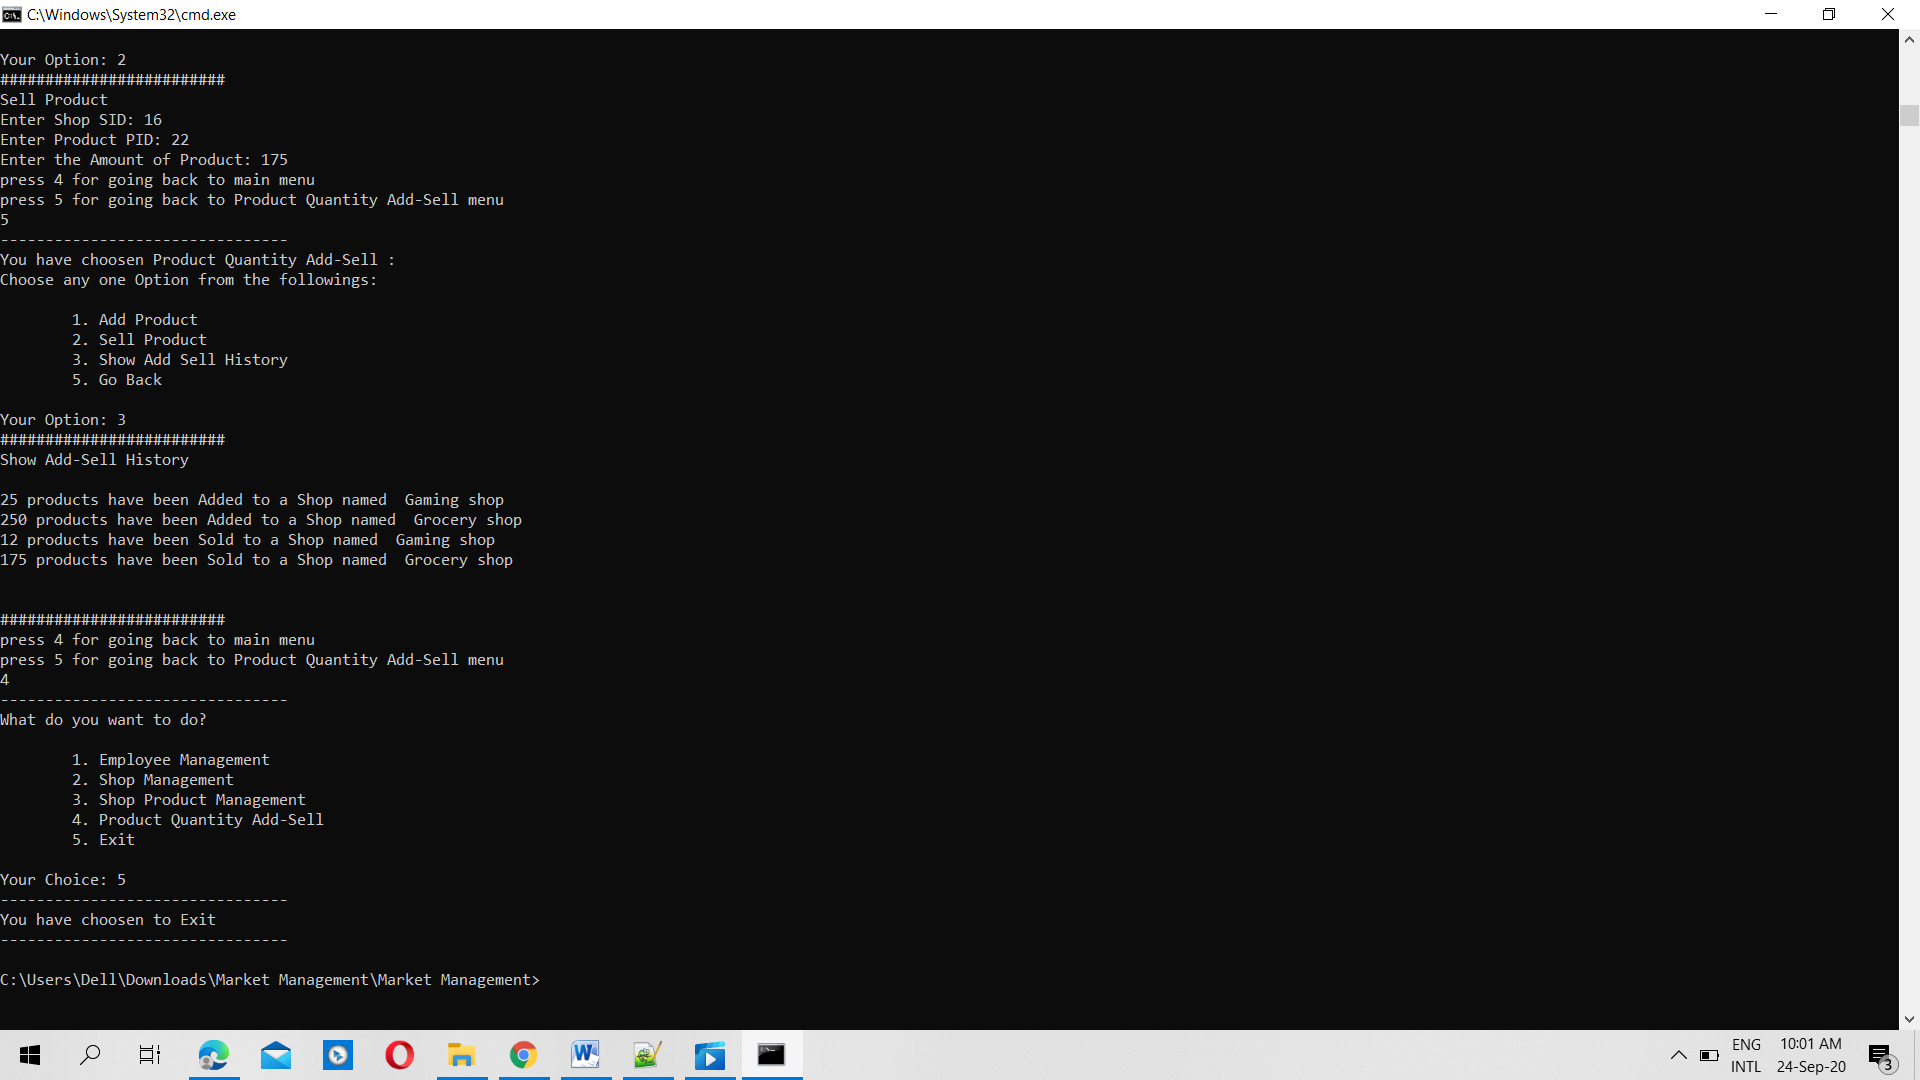 C:\Windows\System32\cmd.exe
Your Option: 2
#########################
Sell Product
Enter Shop SID: 16
Enter Product PID: 22
Enter the Amount of Product: 175
press 4 for going back to main menu
press 5 for going back to Product Quantity Add-Sell menu
5
--------------------------------
You have choosen Product Quantity Add-Sell :
Choose any one Option from the followings:
1. Add Product
2. Sell Product
3. Show Add Sell History
5. Go Back
Your Option: 3
#########################
Show Add-Sell History
25 products have been Added to a Shop named  Gaming shop
250 products have been Added to a Shop named  Grocery shop
12 products have been Sold to a Shop named  Gaming shop
175 products have been Sold to a Shop named  Grocery shop
#########################
press 4 for going back to main menu
press 5 for going back to Product Quantity Add-Sell menu
4
--------------------------------
What do you want to do?
1. Employee Management
2. Shop Management
3. Shop Product Management
4. Product Quantity Add-Sell
5. Exit
Your Choice: 5
--------------------------------
You have choosen to Exit
--------------------------------
C:\Users\Dell\Downloads\Market Management\Market Management>
ENG
INTL
10:01 AM
24-Sep-20
3